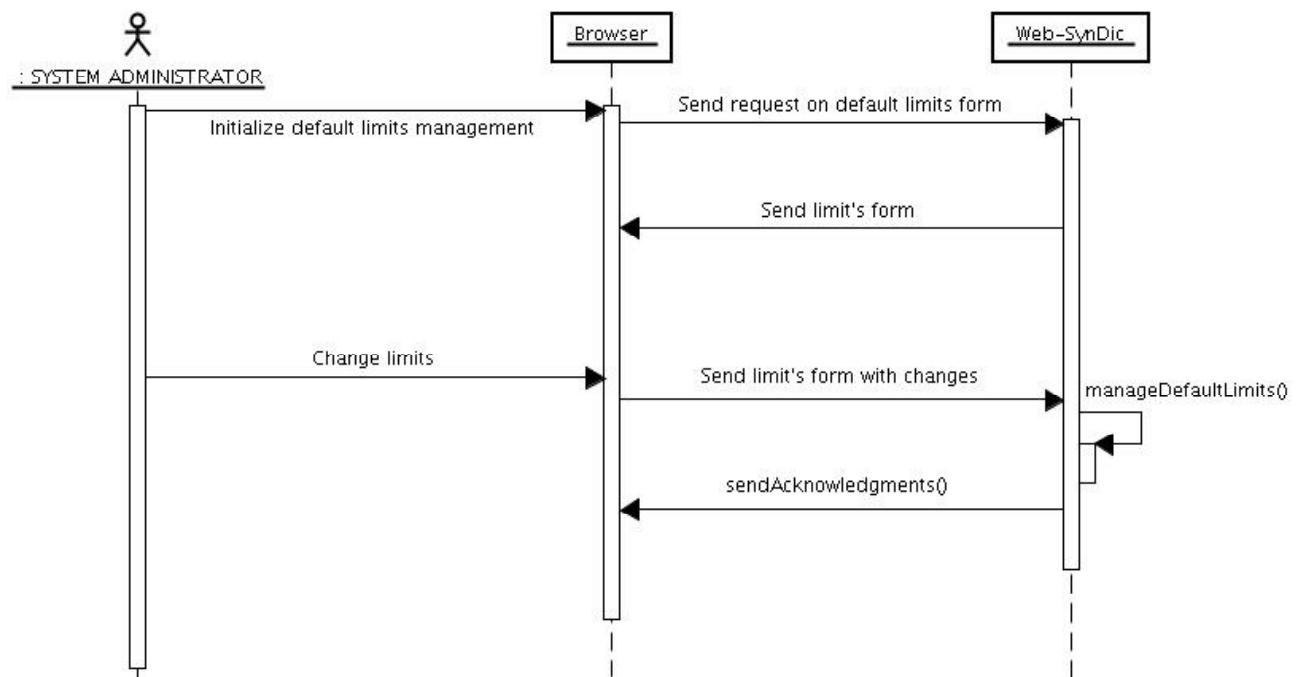 Browser
Web-SynDic
: SYSTEM ADMINISTRATOR
Send request on default limits form
Initialize default limits management
Send limit's form
Change limits
Send limit's form with changes
manageDefaultLimits()
sendAcknowledgments()